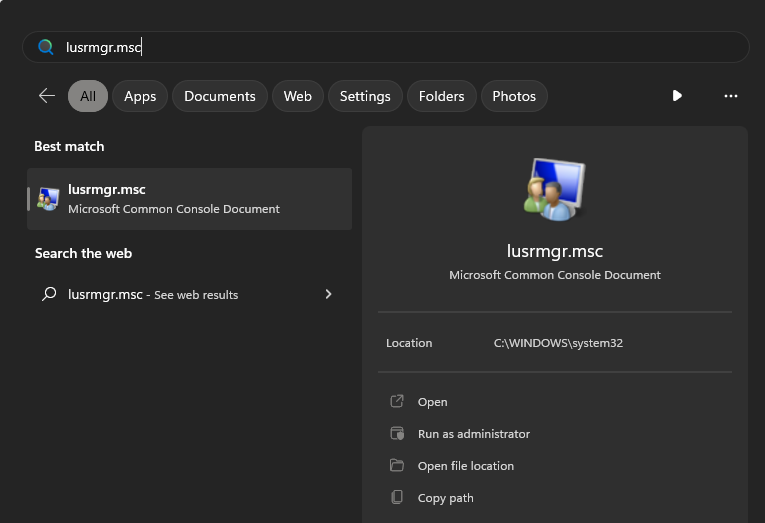 lusrmgr.msc
All Apps Documents Web Settings Folders Photos
Best match
lusrmgr.msc
Microsoft Common Console Document
Search the web
lusrmgr.msc - See web results
lusrmgr.msc
Microsoft Common Console Document
Location C:\WINDOWS\system32
Open
Run as administrator
Open file location
Copy path